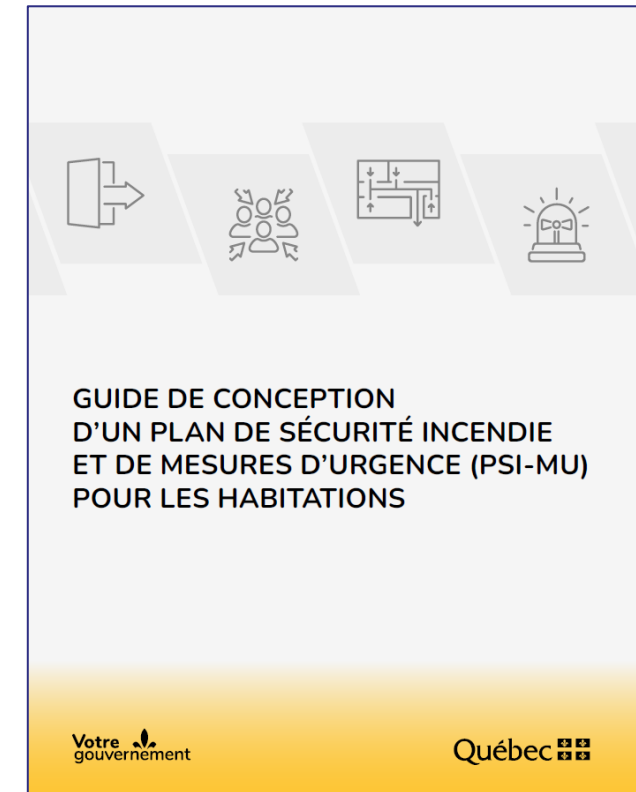 GUIDE DE CONCEPTION
D’UN PLAN DE SÉCURITÉ INCENDIE
ET DE MESURES D’URGENCE (PSI-MU)
POUR LES HABITATIONS
Votre
gouvernement
Québec